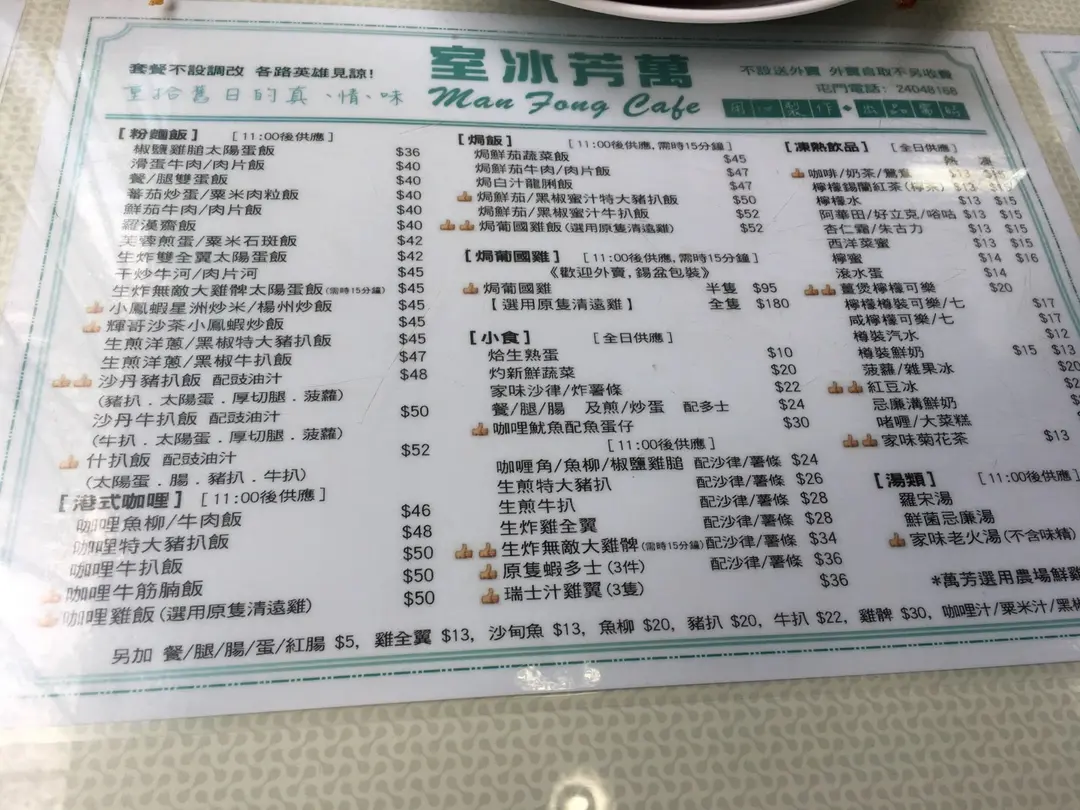 套餐不設調改 各路英雄見諒!
重拾舊日的真、情、味
室冰芳萬
Man Fong Cafe
不設送外賣 外賣自取不另收費
屯門電話: 24048168
[粉麵飯] [11:00後供應]
椒鹽雞膇太陽蛋飯 $36
滑蛋牛肉/肉片飯 $40
餐/腿雙蛋飯 $40
蕃茄炒蛋/粟米肉粒飯 $40
鮮茄牛肉/肉片飯 $40
羅漢齋飯 $40
芙蓉煎蛋/粟米石斑飯 $42
生炸雙全翼太陽蛋飯 $42
干炒牛河/肉片河 $45
生炸無敵大雞髀太陽蛋飯(需時15分鐘) $45
小鳳蝦星洲炒米/楊州炒飯 $45
輝哥沙茶小鳳蝦炒飯 $45
生煎洋蔥/黑椒特大豬扒飯 $45
生煎洋蔥/黑椒牛扒飯 $47
沙丹豬扒飯 配豉油汁 $48
(豬扒．太陽蛋．厚切腿．菠蘿)
沙丹牛扒飯 配豉油汁 $50
(牛扒．太陽蛋．厚切腿．菠蘿)
什扒飯 配豉油汁 $52
(太陽蛋．腸．豬扒．牛扒)
[港式咖喱] [11:00後供應]
咖喱魚柳/牛肉飯 $46
咖喱特大豬扒飯 $48
咖喱牛扒飯 $50
咖喱牛筋腩飯 $50
咖喱雞飯(選用原隻清遠雞) $50
[焗飯] [11:00後供應,需時15分鐘]
焗鮮茄蔬菜飯 $45
焗鮮茄牛肉/肉片飯 $47
焗白汁龍脷飯 $47
焗鮮茄/黑椒蜜汁特大豬扒飯 $50
焗鮮茄/黑椒蜜汁牛扒飯 $52
焗葡國雞飯(選用原隻清遠雞) $52
[焗葡國雞] [11:00後供應,需時15分鐘]
《歡迎外賣,錫盆包裝》
焗葡國雞 半隻 $95
【選用原隻清遠雞】 全隻 $180
[小食] [全日供應]
烚生熟蛋 $10
灼新鮮蔬菜 $20
家味沙律/炸薯條 $22
餐/腿/腸 及煎/炒蛋 配多士 $24
咖喱魷魚配魚蛋仔 $30
[11:00後供應]
咖喱角/魚柳/椒鹽雞膇 配沙律/薯條 $24
生煎特大豬扒 配沙律/薯條 $26
生煎牛扒 配沙律/薯條 $28
生炸雞全翼 配沙律/薯條 $28
生炸無敵大雞髀(需時15分鐘) 配沙律/薯條 $34
原隻蝦多士(3件) 配沙律/薯條 $36
瑞士汁雞翼(3隻) $36
[凍熱飲品] [全日供應]
熱 凍
咖啡/奶茶/鴛鴦
檸檬錫蘭紅茶 $13
檸檬水 $13 $15
阿華田/好立克/唂咕 $13 $15
杏仁霜/朱古力 $13 $15
西洋菜蜜 $13 $15
檸蜜 $14 $16
滾水蛋 $14
薑煲檸檬可樂 $20
檸檬樽裝可樂/七 $17
咸檸檬可樂/七 $17
樽裝汽水 $12
樽裝鮮奶 $15 $13
菠蘿/雜果冰 $20
紅豆冰
忌廉溝鮮奶
啫喱/大菜糕
家味菊花茶 $13
[湯類] [11:00後供應]
羅宋湯
鮮菌忌廉湯
家味老火湯(不含味精)
*萬芳選用農場鮮雞
另加 餐/腿/腸/蛋/紅腸 $5, 雞全翼 $13, 沙甸魚 $13, 魚柳 $20, 豬扒 $20, 牛扒 $22, 雞髀 $30, 咖喱汁/粟米汁/黑椒